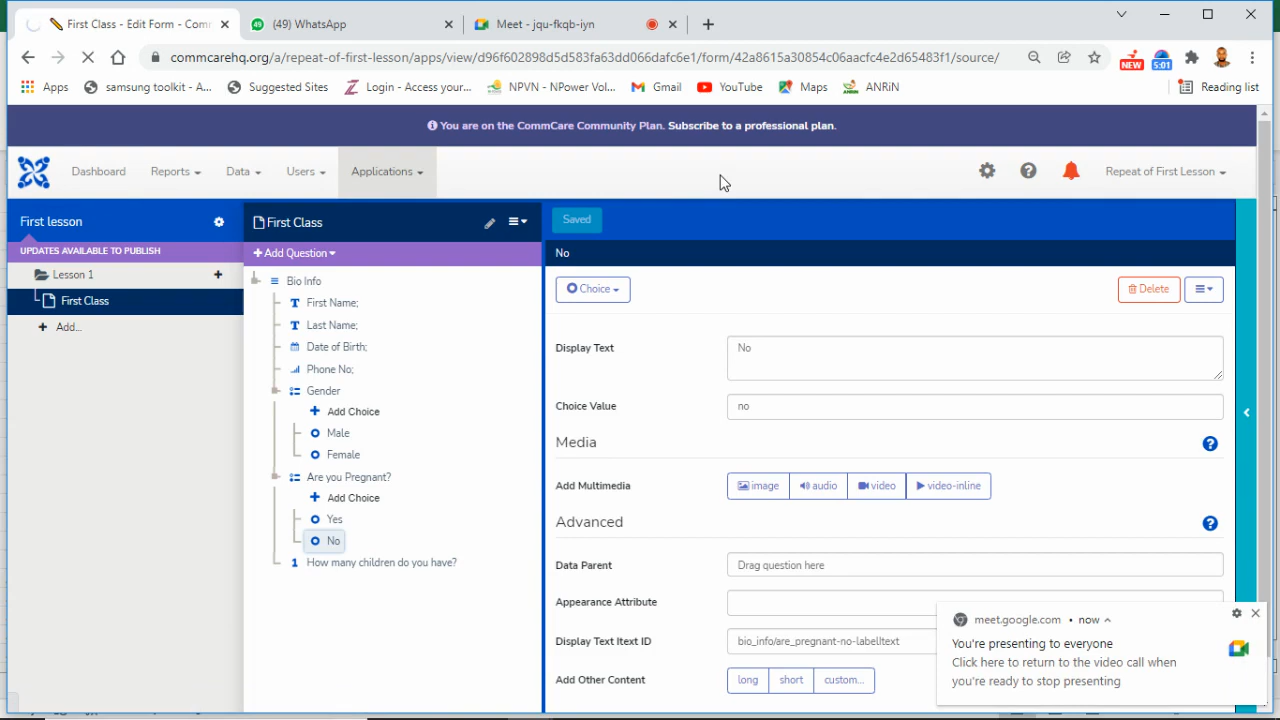 First Class - Edit Form - Comm
(49) WhatsApp
Meet - jqu-fkqb-iyn
commcarehq.org/a/repeat-of-first-lesson/apps/view/d96f602898d5d583fa63dd066dafc6e1/form/42a8615a30854c06aacfc4e2d65483f1/source/
NEW
5:01
Apps
samsung toolkit - A...
Suggested Sites
Login - Access your...
NPVN - NPower Vol...
Gmail
YouTube
Maps
ANRiN
Reading list
You are on the CommCare Community Plan. Subscribe to a professional plan.
Dashboard
Reports
Data
Users
Applications
Repeat of First Lesson
First lesson
First Class
Saved
UPDATES AVAILABLE TO PUBLISH
Add Question
No
Lesson 1
First Class
Add...
Bio Info
First Name;
Last Name;
Date of Birth;
Phone No;
Gender
Add Choice
Male
Female
Are you Pregnant?
Add Choice
Yes
No
How many children do you have?
Choice
Delete
Display Text
No
Choice Value
no
Media
Add Multimedia
image
audio
video
video-inline
Advanced
Data Parent
Drag question here
Appearance Attribute
Display Text Itext ID
bio_info/are_pregnant-no-labelItext
Add Other Content
long
short
custom...
meet.google.com • now
You're presenting to everyone
Click here to return to the video call when
you're ready to stop presenting